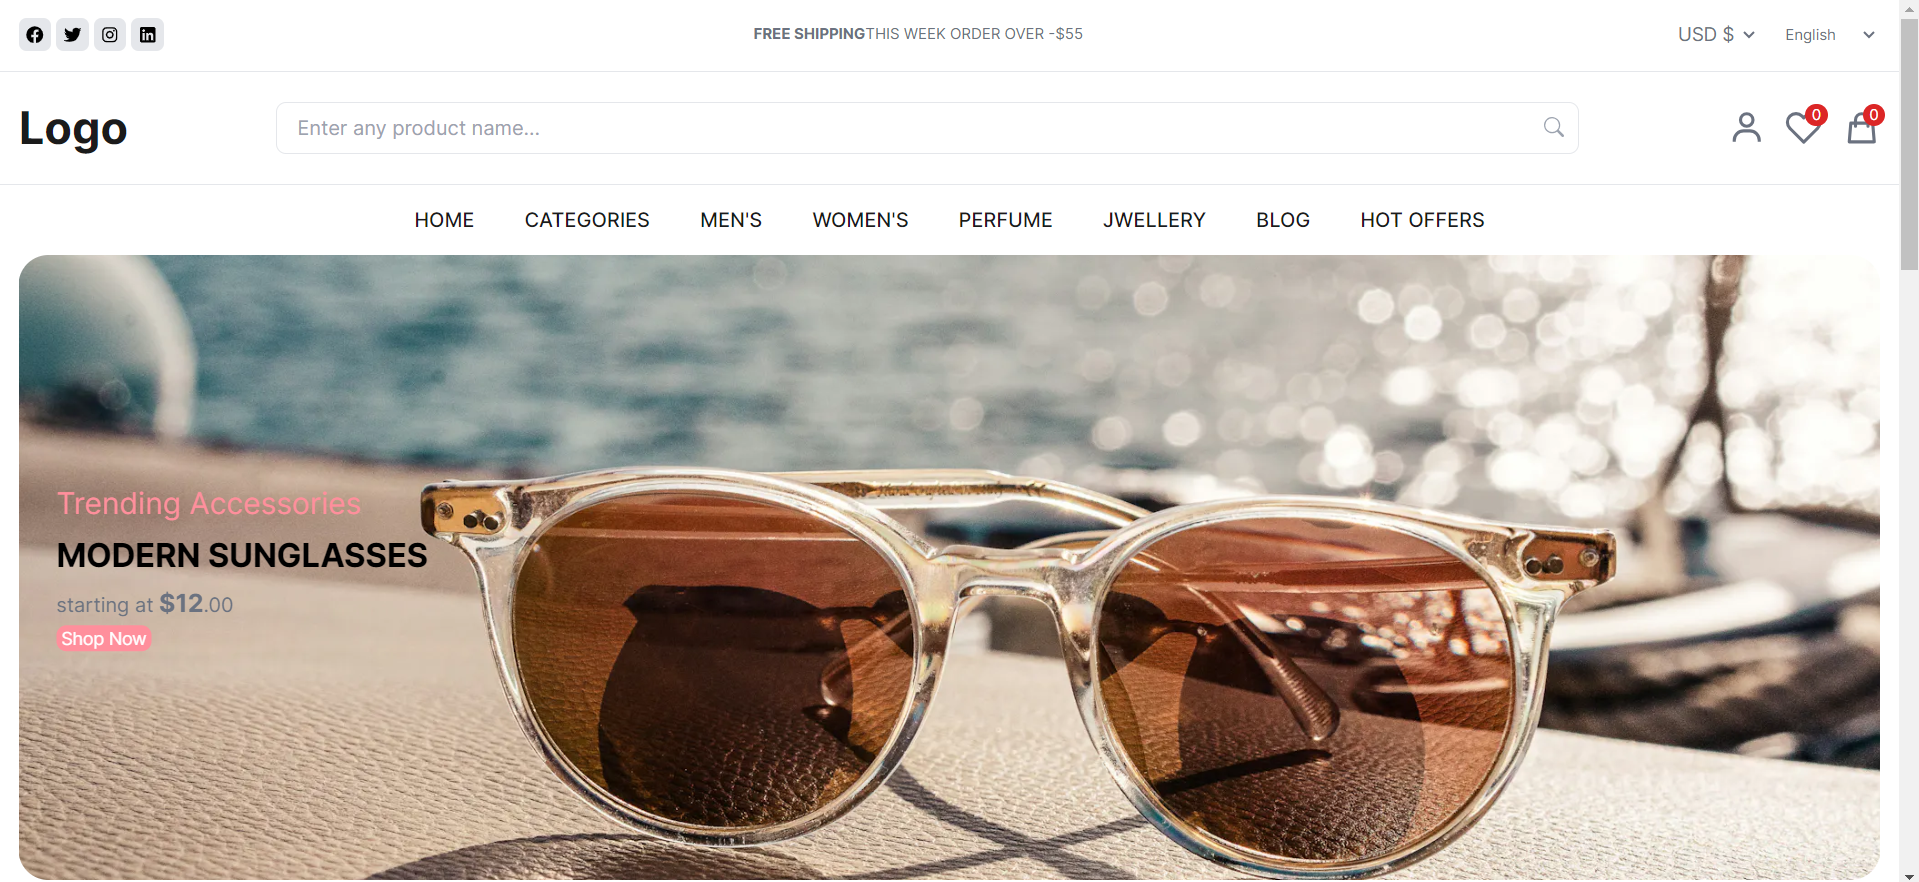 FREE SHIPPINGTHIS WEEK ORDER OVER -$55
USD $
English
Logo
Enter any product name...
0
0
HOME CATEGORIES MEN'S WOMEN'S PERFUME JWELLERY BLOG HOT OFFERS
Trending Accessories
MODERN SUNGLASSES
starting at $12.00
Shop Now